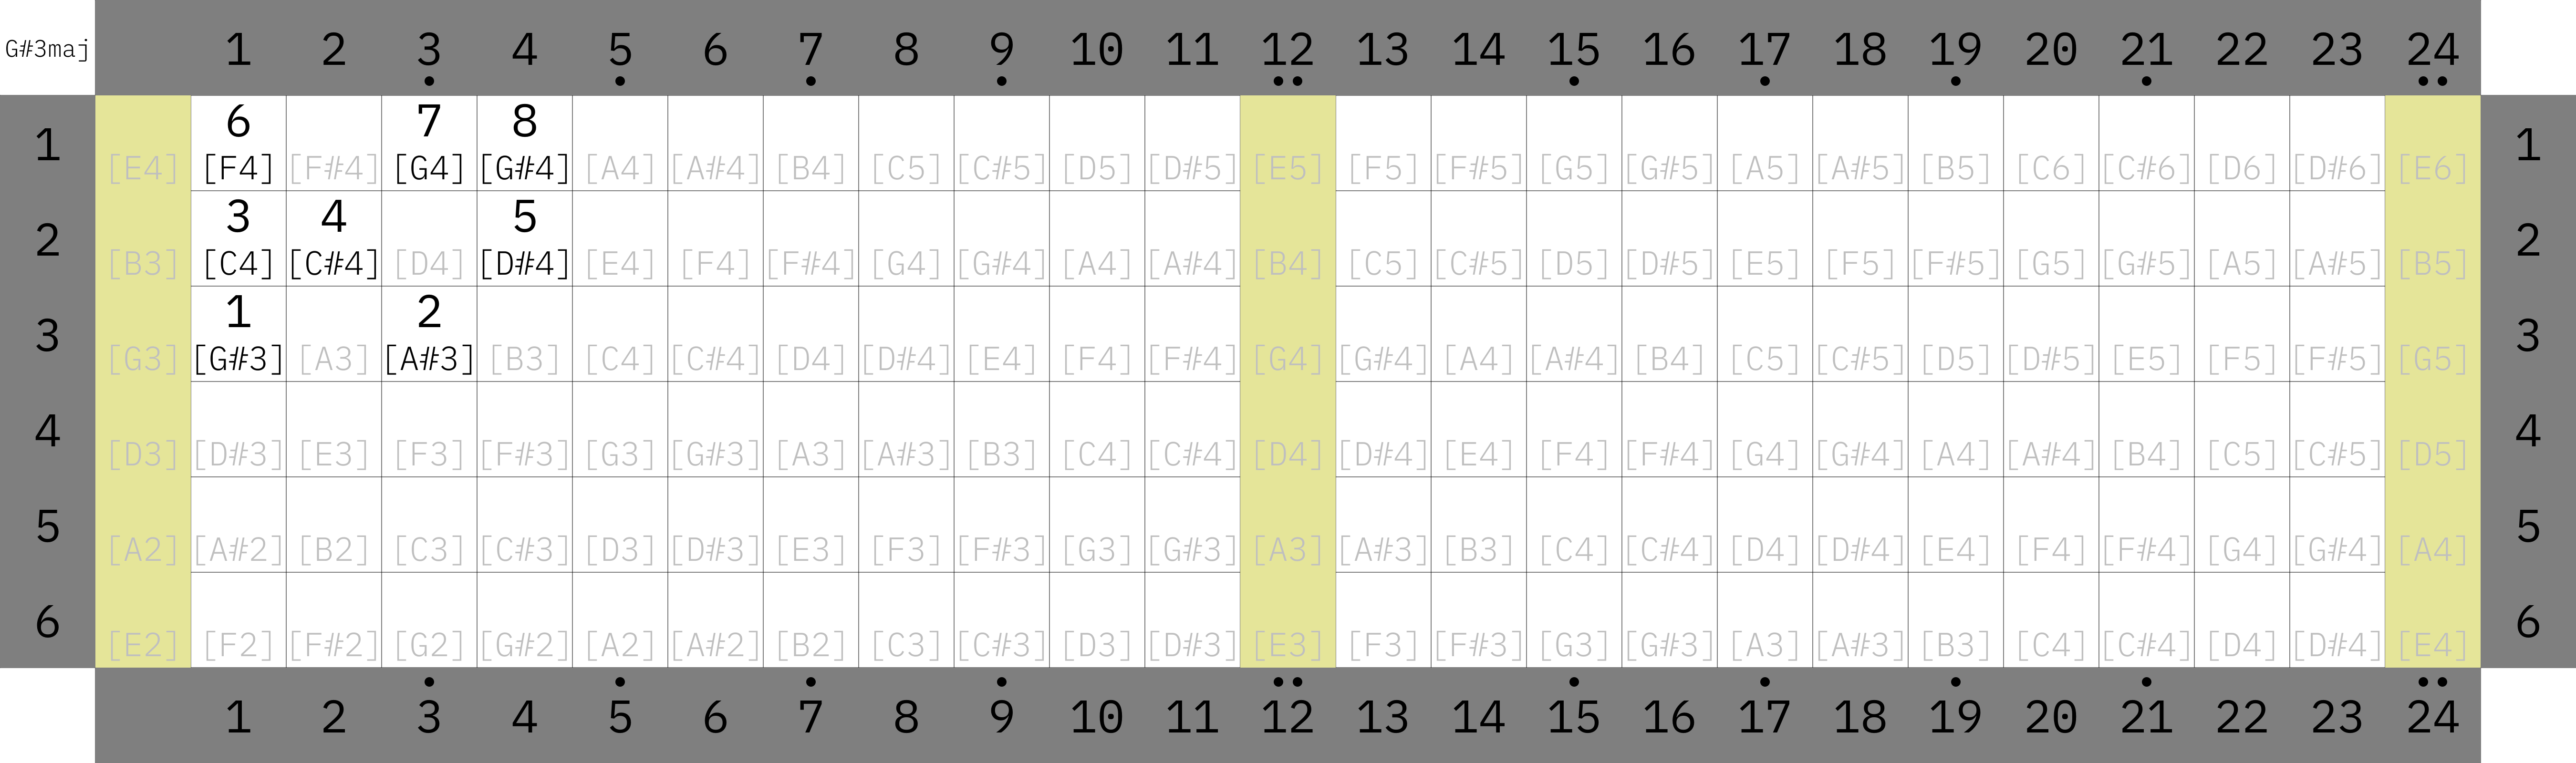 G#3maj 1 2 3 4 5 6 7 8 9 10 11 12 13 14 15 16 17 18 19 20 21 22 23 24
6 7 8
1 [E4] [F4] [F#4] [G4] [G#4] [A4] [A#4] [B4] [C5] [C#5] [D5] [D#5] [E5] [F5] [F#5] [G5] [G#5] [A5] [A#5] [B5] [C6] [C#6] [D6] [D#6] [E6] 1
3 4 5
2 [B3] [C4] [C#4] [D4] [D#4] [E4] [F4] [F#4] [G4] [G#4] [A4] [A#4] [B4] [C5] [C#5] [D5] [D#5] [E5] [F5] [F#5] [G5] [G#5] [A5] [A#5] [B5] 2
1 2
3 [G3] [G#3] [A3] [A#3] [B3] [C4] [C#4] [D4] [D#4] [E4] [F4] [F#4] [G4] [G#4] [A4] [A#4] [B4] [C5] [C#5] [D5] [D#5] [E5] [F5] [F#5] [G5] 3
4 [D3] [D#3] [E3] [F3] [F#3] [G3] [G#3] [A3] [A#3] [B3] [C4] [C#4] [D4] [D#4] [E4] [F4] [F#4] [G4] [G#4] [A4] [A#4] [B4] [C5] [C#5] [D5] 4
5 [A2] [A#2] [B2] [C3] [C#3] [D3] [D#3] [E3] [F3] [F#3] [G3] [G#3] [A3] [A#3] [B3] [C4] [C#4] [D4] [D#4] [E4] [F4] [F#4] [G4] [G#4] [A4] 5
6 [E2] [F2] [F#2] [G2] [G#2] [A2] [A#2] [B2] [C3] [C#3] [D3] [D#3] [E3] [F3] [F#3] [G3] [G#3] [A3] [A#3] [B3] [C4] [C#4] [D4] [D#4] [E4] 6
1 2 3 4 5 6 7 8 9 10 11 12 13 14 15 16 17 18 19 20 21 22 23 24